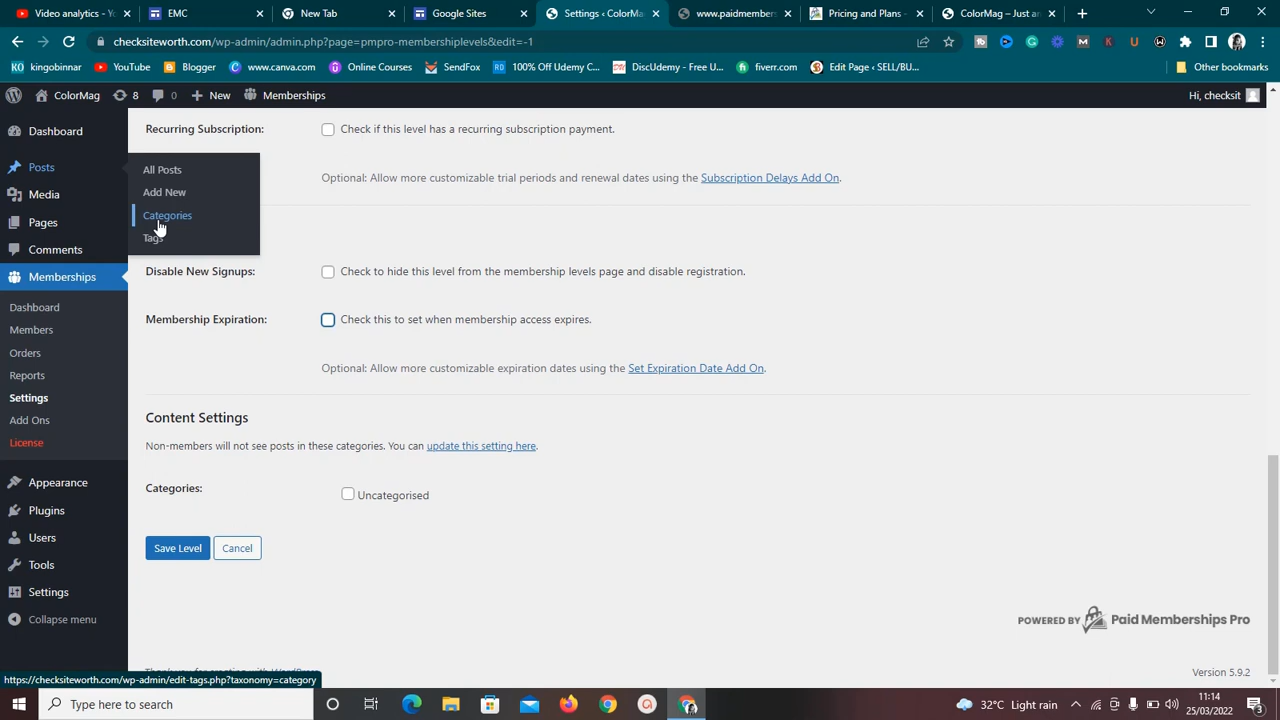 Video analytics
EMC
New Tab
Google Sites
Settings ‹ ColorMa
www.paidmembers
Pricing and Plans –
ColorMag – Just an
checksiteworth.com/wp-admin/admin.php?page=pmpro-membershiplevels&edit=-1
kingobinnar
YouTube
Blogger
www.canva.com
Online Courses
SendFox
100% Off Udemy C...
DiscUdemy - Free U...
fiverr.com
Edit Page ‹ SELL/BU...
Other bookmarks
ColorMag
8
0
New
Memberships
Hi, checksit
Dashboard
Posts
Media
Pages
Comments
Memberships
Dashboard
Members
Orders
Reports
Settings
Add Ons
License
Appearance
Plugins
Users
Tools
Settings
Collapse menu
All Posts
Add New
Categories
Tags
Recurring Subscription:
Check if this level has a recurring subscription payment.
Optional: Allow more customizable trial periods and renewal dates using the Subscription Delays Add On.
Disable New Signups:
Check to hide this level from the membership levels page and disable registration.
Membership Expiration:
Check this to set when membership access expires.
Optional: Allow more customizable expiration dates using the Set Expiration Date Add On.
Content Settings
Non-members will not see posts in these categories. You can update this setting here.
Categories:
Uncategorised
Save Level
Cancel
POWERED BY Paid Memberships Pro
Version 5.9.2
https://checksiteworth.com/wp-admin/edit-tags.php?taxonomy=category
Type here to search
32°C Light rain
11:14
25/03/2022
3